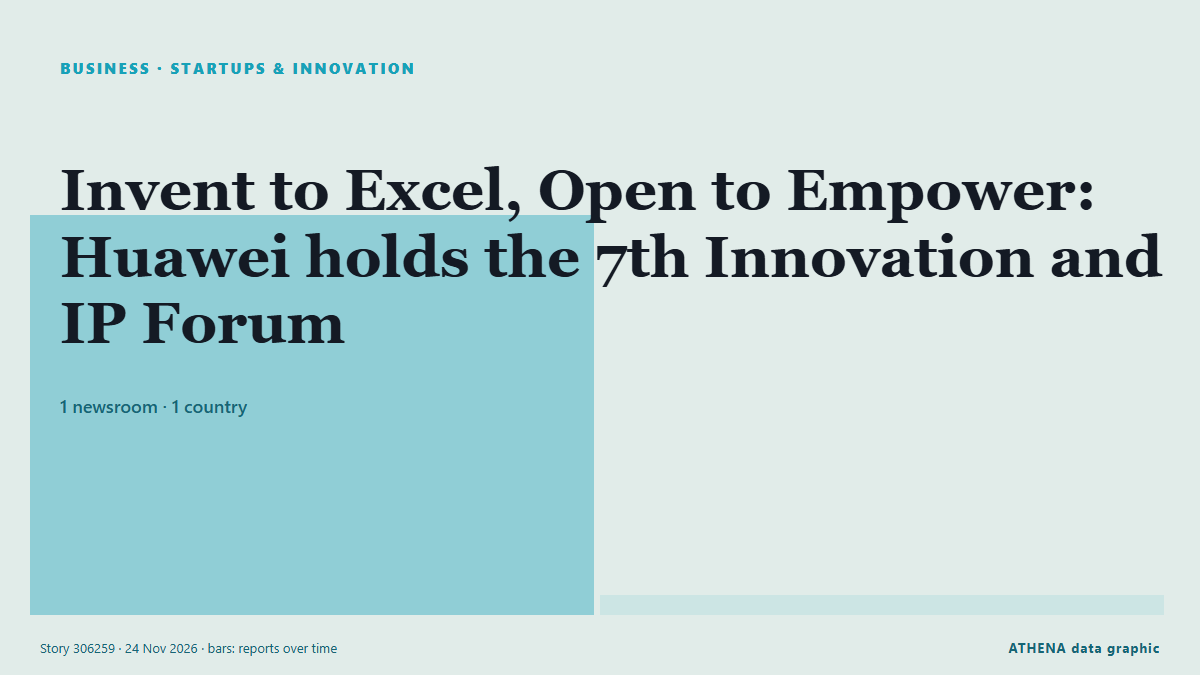 BUSINESS · STARTUPS & INNOVATION
Invent to Excel, Open to Empower:
Huawei holds the 7th Innovation and
IP Forum
1 newsroom · 1 country
Story 306259 · 24 Nov 2026 · bars: reports over time
ATHENA data graphic